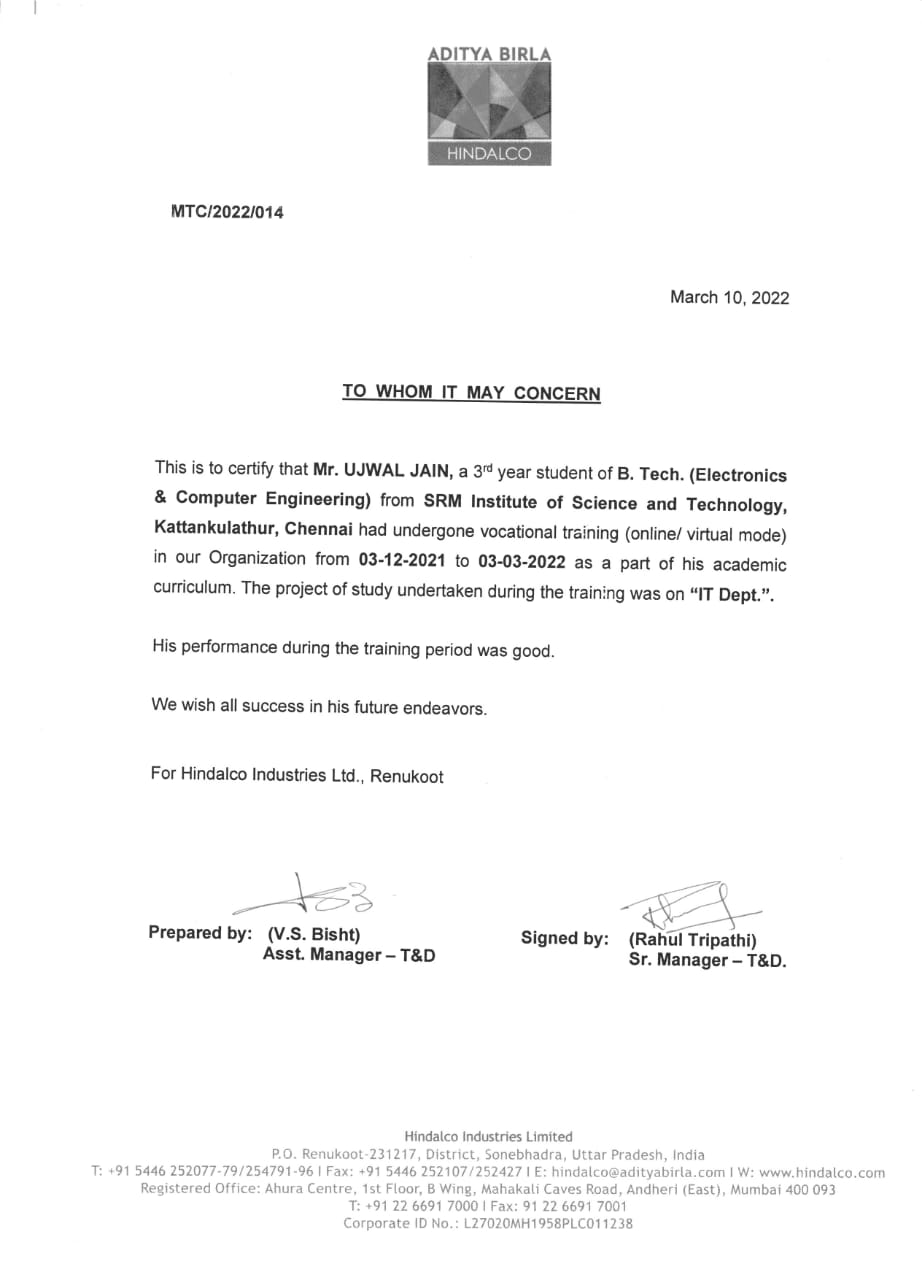 ADITYA BIRLA
HINDALCO
MTC/2022/014
March 10, 2022
TO WHOM IT MAY CONCERN
This is to certify that Mr. UJWAL JAIN, a 3rd year student of B. Tech. (Electronics
& Computer Engineering) from SRM Institute of Science and Technology,
Kattankulathur, Chennai had undergone vocational training (online/ virtual mode)
in our Organization from 03-12-2021 to 03-03-2022 as a part of his academic
curriculum. The project of study undertaken during the training was on “IT Dept.”.
His performance during the training period was good.
We wish all success in his future endeavors.
For Hindalco Industries Ltd., Renukoot
Prepared by: (V.S. Bisht)
Asst. Manager – T&D
Signed by: (Rahul Tripathi)
Sr. Manager – T&D.
Hindalco Industries Limited
P.O. Renukoot-231217, District, Sonebhadra, Uttar Pradesh, India
T: +91 5446 252077-79/254791-96 I Fax: +91 5446 252107/252427 I E: hindalco@adityabirla.com I W: www.hindalco.com
Registered Office: Ahura Centre, 1st Floor, B Wing, Mahakali Caves Road, Andheri (East), Mumbai 400 093
T: +91 22 6691 7000 I Fax: 91 22 6691 7001
Corporate ID No.: L27020MH1958PLC011238